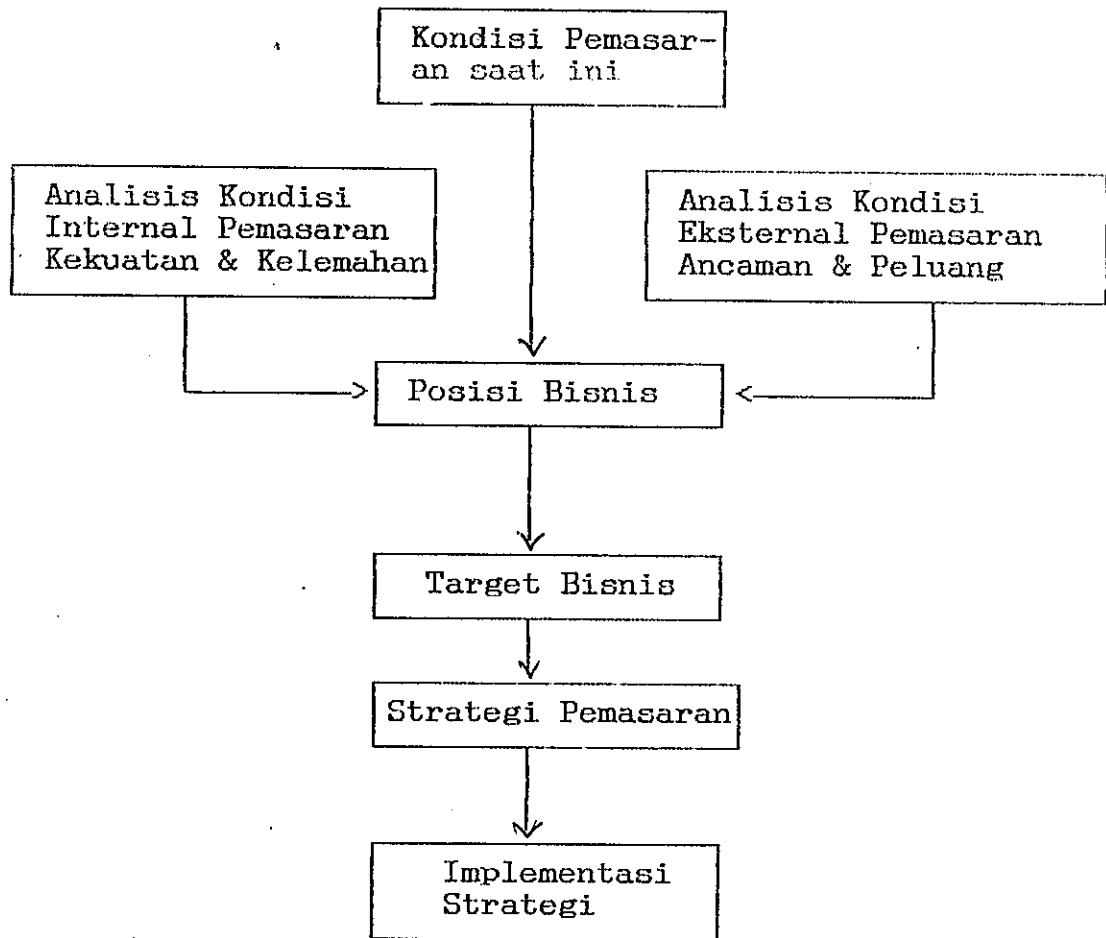 Kondisi Pemasar-
an saat ini
Analisis Kondisi
Internal Pemasaran
Kekuatan & Kelemahan
Analisis Kondisi
Eksternal Pemasaran
Ancaman & Peluang
Posisi Bisnis
Target Bisnis
Strategi Pemasaran
Implementasi
Strategi